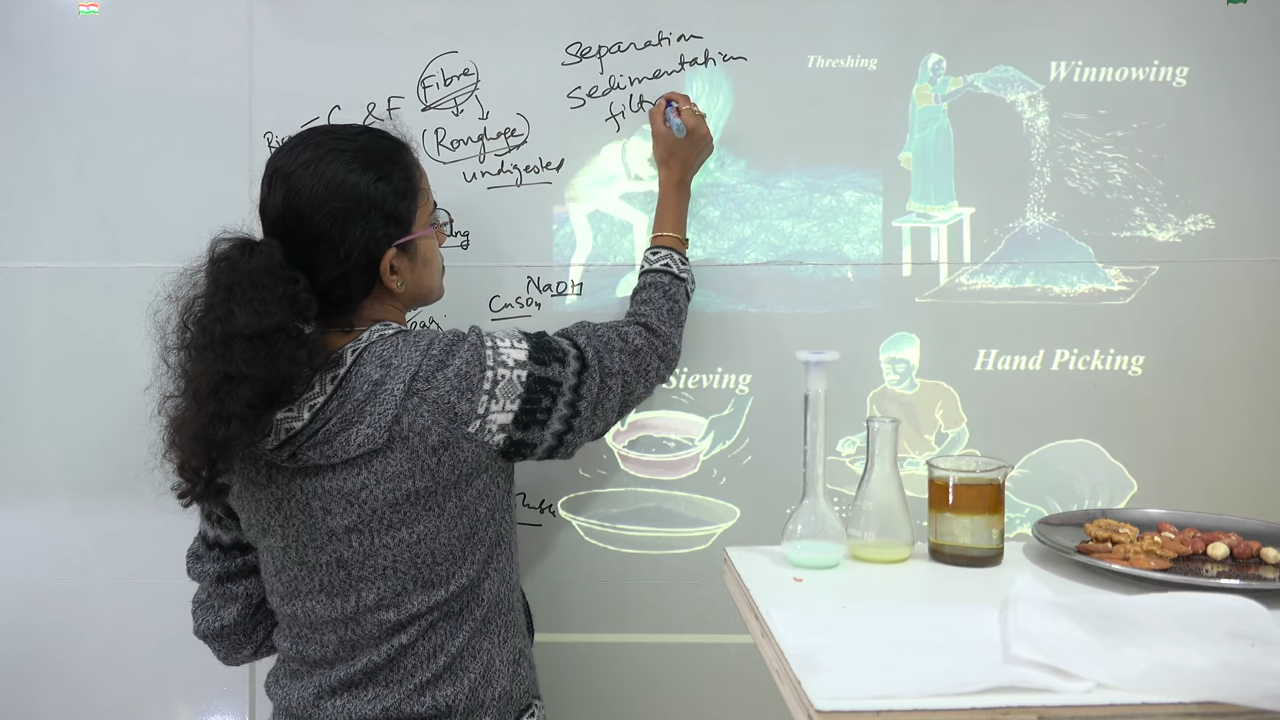 Separation
sedimentation
Fibre
= C & F
(Roughage)
undigested
NaOH
CuSO4
Threshing
Winnowing
Sieving
Hand Picking